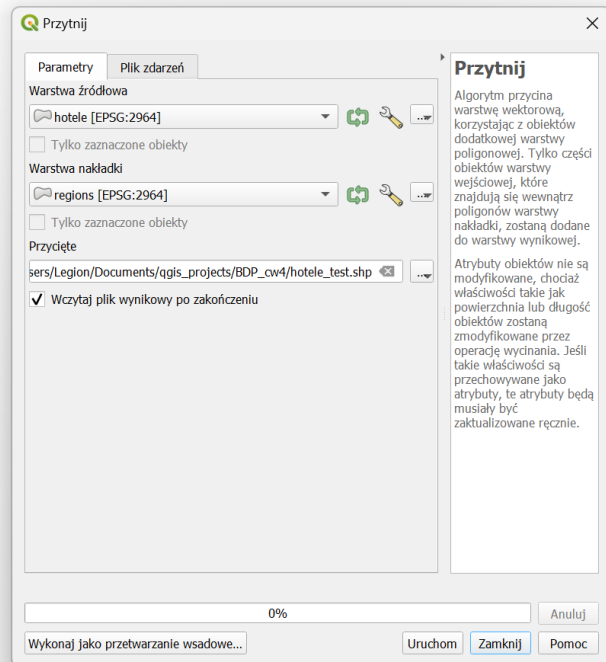 Przytnij
Parametry
Plik zdarzeń
Warstwa źródłowa
hotele [EPSG:2964]
Tylko zaznaczone obiekty
Warstwa nakładki
regions [EPSG:2964]
Tylko zaznaczone obiekty
Przycięte
sers/Legion/Documents/qgis_projects/BDP_cw4/hotele_test.shp
Wczytaj plik wynikowy po zakończeniu
Przytnij
Algorytm przycina
warstwę wektorową,
korzystając z obiektów
dodatkowej warstwy
poligonowej. Tylko części
obiektów warstwy
wejściowej, które
znajdują się wewnątrz
poligonów warstwy
nakładki, zostaną dodane
do warstwy wynikowej.
Atrybuty obiektów nie są
modyfikowane, chociaż
właściwości takie jak
powierzchnia lub długość
obiektów zostaną
zmodyfikowane przez
operację wycinania. Jeśli
takie właściwości są
przechowywane jako
atrybuty, te atrybuty będą
musiały być
zaktualizowane ręcznie.
0%
Anuluj
Wykonaj jako przetwarzanie wsadowe...
Uruchom
Zamknij
Pomoc